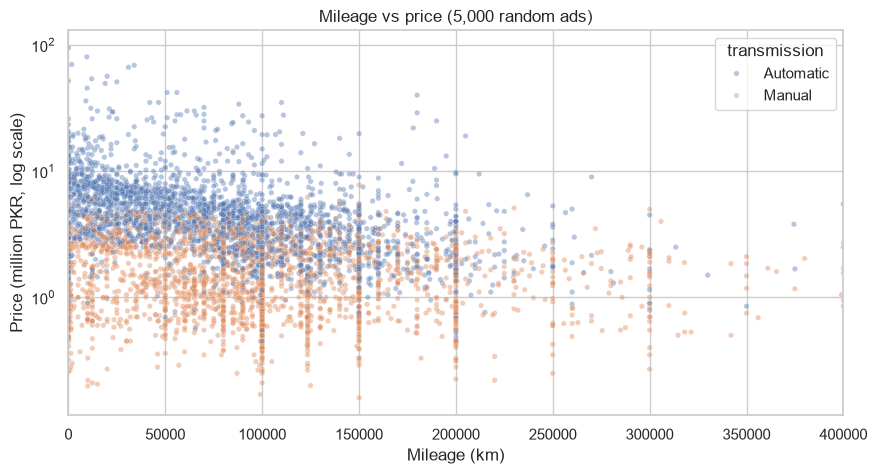 Mileage vs price (5,000 random ads)
transmission
Automatic
Manual
Price (million PKR, log scale)
10²
10¹
10⁰
0
50000
100000
150000
200000
250000
300000
350000
400000
Mileage (km)